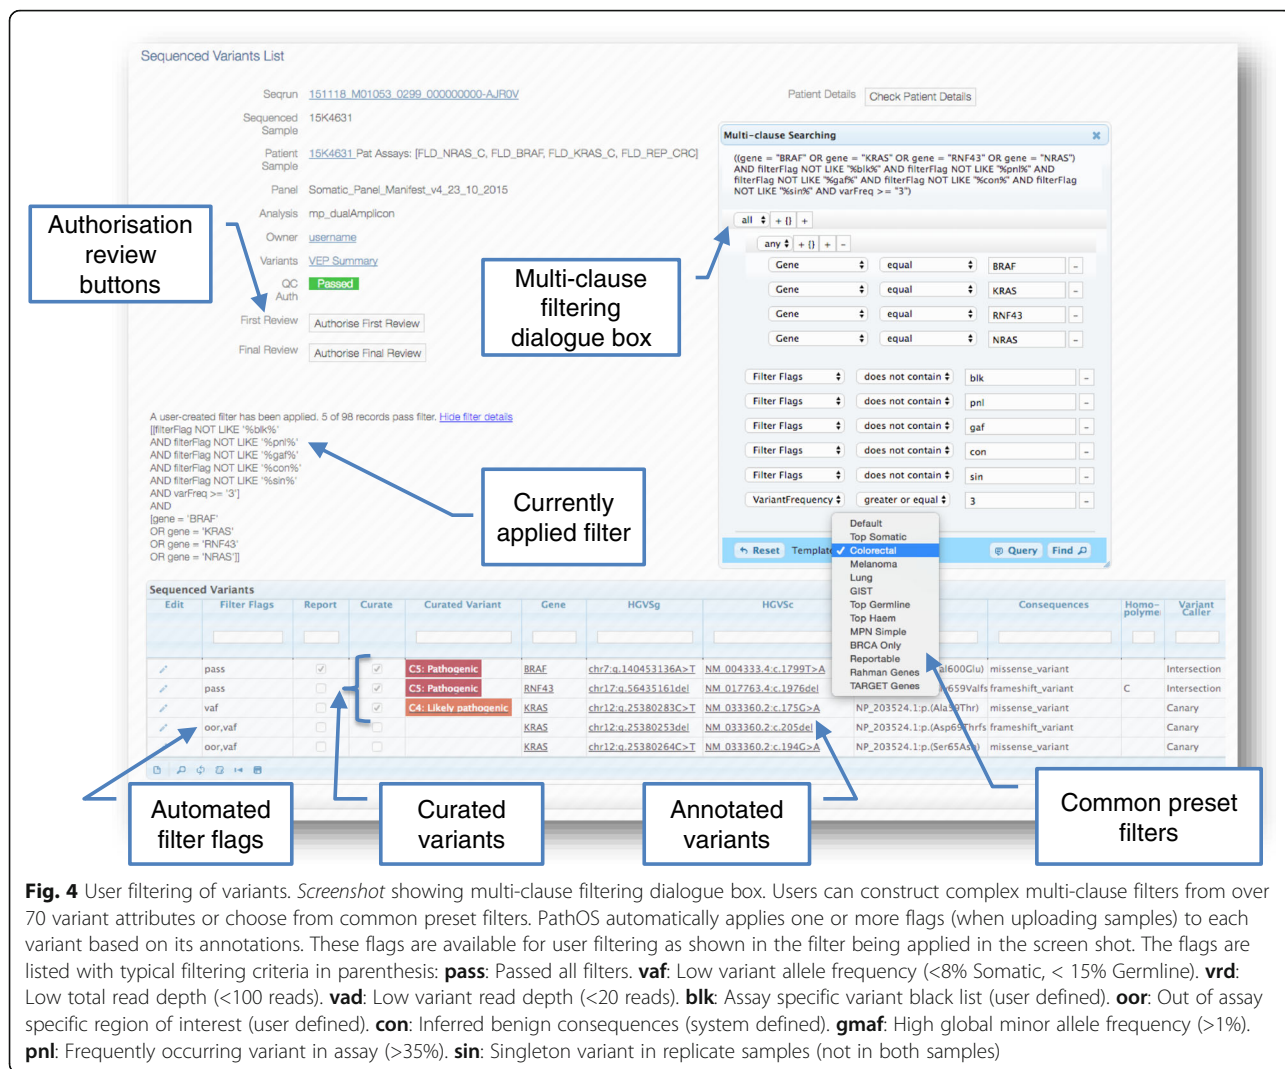 Sequenced Variants List
Seqrun 151118_M01053_0299_000000000-AJR0V
Patient Details Check Patient Details
Sequenced Sample 15K4631
Patient Sample 15K4631 Pat Assays: [FLD_NRAS_C, FLD_BRAF, FLD_KRAS_C, FLD_REP_CRC]
Panel Somatic_Panel_Manifest_v4_23_10_2015
Analysis mp_dualAmplicon
Owner username
Variants VEP Summary
QC Auth Passed
First Review Authorise First Review
Final Review Authorise Final Review
Authorisation
review
buttons
Multi-clause Searching
((gene = "BRAF" OR gene = "KRAS" OR gene = "RNF43" OR gene = "NRAS")
AND filterFlag NOT LIKE "%blk%" AND filterFlag NOT LIKE "%pnl%" AND
filterFlag NOT LIKE "%gaf%" AND filterFlag NOT LIKE "%con%" AND filterFlag
NOT LIKE "%sin%" AND varFreq >= "3")
all + {} +
any + {} + -
Gene equal BRAF -
Gene equal KRAS -
Gene equal RNF43 -
Gene equal NRAS -
Filter Flags does not contain blk -
Filter Flags does not contain pnl -
Filter Flags does not contain gaf -
Filter Flags does not contain con -
Filter Flags does not contain sin -
VariantFrequency greater or equal 3 -
Reset Template Query Find
Default
Top Somatic
✓ Colorectal
Melanoma
Lung
GIST
Top Germline
Top Haem
MPN Simple
BRCA Only
Reportable
Rahman Genes
TARGET Genes
Multi-clause
filtering
dialogue box
A user-created filter has been applied. 5 of 98 records pass filter. Hide filter details
[[filterFlag NOT LIKE '%blk%'
AND filterFlag NOT LIKE '%pnl%'
AND filterFlag NOT LIKE '%gaf%'
AND filterFlag NOT LIKE '%con%'
AND filterFlag NOT LIKE '%sin%'
AND varFreq >= '3']
AND
[gene = 'BRAF'
OR gene = 'KRAS'
OR gene = 'RNF43'
OR gene = 'NRAS']]
Currently
applied filter
Sequenced Variants
Edit Filter Flags Report Curate Curated Variant Gene HGVSg HGVSc Consequences Homo-polyme Variant Caller
pass C5: Pathogenic BRAF chr7:g.140453136A>T NM_004333.4:c.1799T>A al600Glu) missense_variant Intersection
pass C5: Pathogenic RNF43 chr17:g.56435161del NM_017763.4:c.1976del 659Valfs frameshift_variant C Intersection
vaf C4: Likely pathogenic KRAS chr12:g.25380283C>T NM_033360.2:c.175G>A NP_203524.1:p.(Ala59Thr) missense_variant Canary
oor,vaf KRAS chr12:g.25380253del NM_033360.2:c.205del NP_203524.1:p.(Asp69Thrfs frameshift_variant Canary
oor,vaf KRAS chr12:g.25380264C>T NM_033360.2:c.194G>A NP_203524.1:p.(Ser65Asn) missense_variant Canary
Automated
filter flags
Curated
variants
Annotated
variants
Common preset
filters
Fig. 4 User filtering of variants. Screenshot showing multi-clause filtering dialogue box. Users can construct complex multi-clause filters from over
70 variant attributes or choose from common preset filters. PathOS automatically applies one or more flags (when uploading samples) to each
variant based on its annotations. These flags are available for user filtering as shown in the filter being applied in the screen shot. The flags are
listed with typical filtering criteria in parenthesis: pass: Passed all filters. vaf: Low variant allele frequency (<8% Somatic, < 15% Germline). vrd:
Low total read depth (<100 reads). vad: Low variant read depth (<20 reads). blk: Assay specific variant black list (user defined). oor: Out of assay
specific region of interest (user defined). con: Inferred benign consequences (system defined). gmaf: High global minor allele frequency (>1%).
pnl: Frequently occurring variant in assay (>35%). sin: Singleton variant in replicate samples (not in both samples)